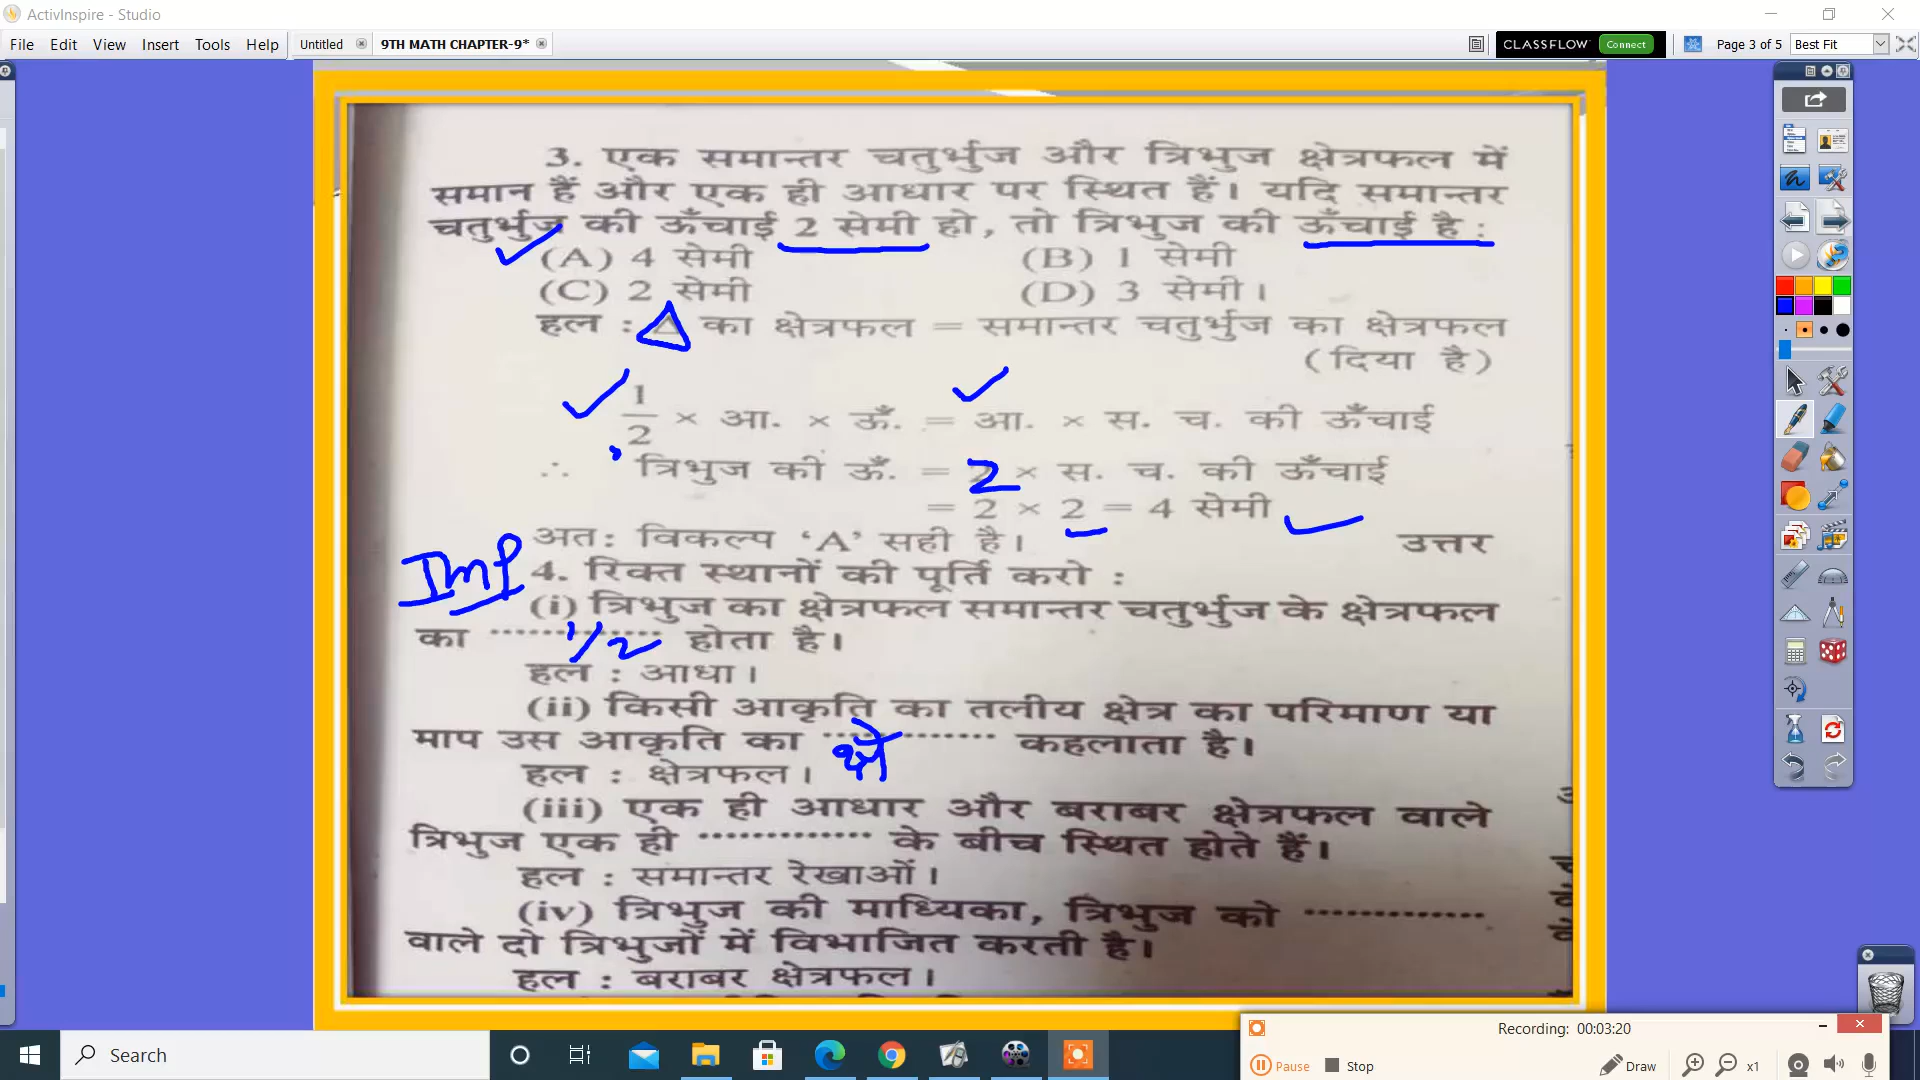 ActivInspire - Studio
File Edit View Insert Tools Help Untitled 9TH MATH CHAPTER-9* CLASSFLOW Connect Page 3 of 5 Best Fit
3. एक समान्तर चतुर्भुज और त्रिभुज क्षेत्रफल में
समान हैं और एक ही आधार पर स्थित हैं। यदि समान्तर
चतुर्भुज की ऊँचाई 2 सेमी हो, तो त्रिभुज की ऊँचाई है :
(A) 4 सेमी (B) 1 सेमी
(C) 2 सेमी (D) 3 सेमी।
हल : Δ का क्षेत्रफल = समान्तर चतुर्भुज का क्षेत्रफल
(दिया है)
1/2 × आ. × ऊँ. = आ. × स. च. की ऊँचाई
∴ त्रिभुज की ऊँ. = 2 × स. च. की ऊँचाई
= 2 × 2 = 4 सेमी
अत: विकल्प ‘A’ सही है। उत्तर
Imp 4. रिक्त स्थानों की पूर्ति करो :
(i) त्रिभुज का क्षेत्रफल समान्तर चतुर्भुज के क्षेत्रफल
का ............. 1/2 होता है।
हल : आधा।
(ii) किसी आकृति का तलीय क्षेत्र का परिमाण या
माप उस आकृति का ............. कहलाता है।
हल : क्षेत्रफल।
(iii) एक ही आधार और बराबर क्षेत्रफल वाले
त्रिभुज एक ही ............. के बीच स्थित होते हैं।
हल : समान्तर रेखाओं।
(iv) त्रिभुज की माध्यिका, त्रिभुज को .............
वाले दो त्रिभुजों में विभाजित करती है।
हल : बराबर क्षेत्रफल।
Recording: 00:03:20
Pause Stop Draw x1
Search